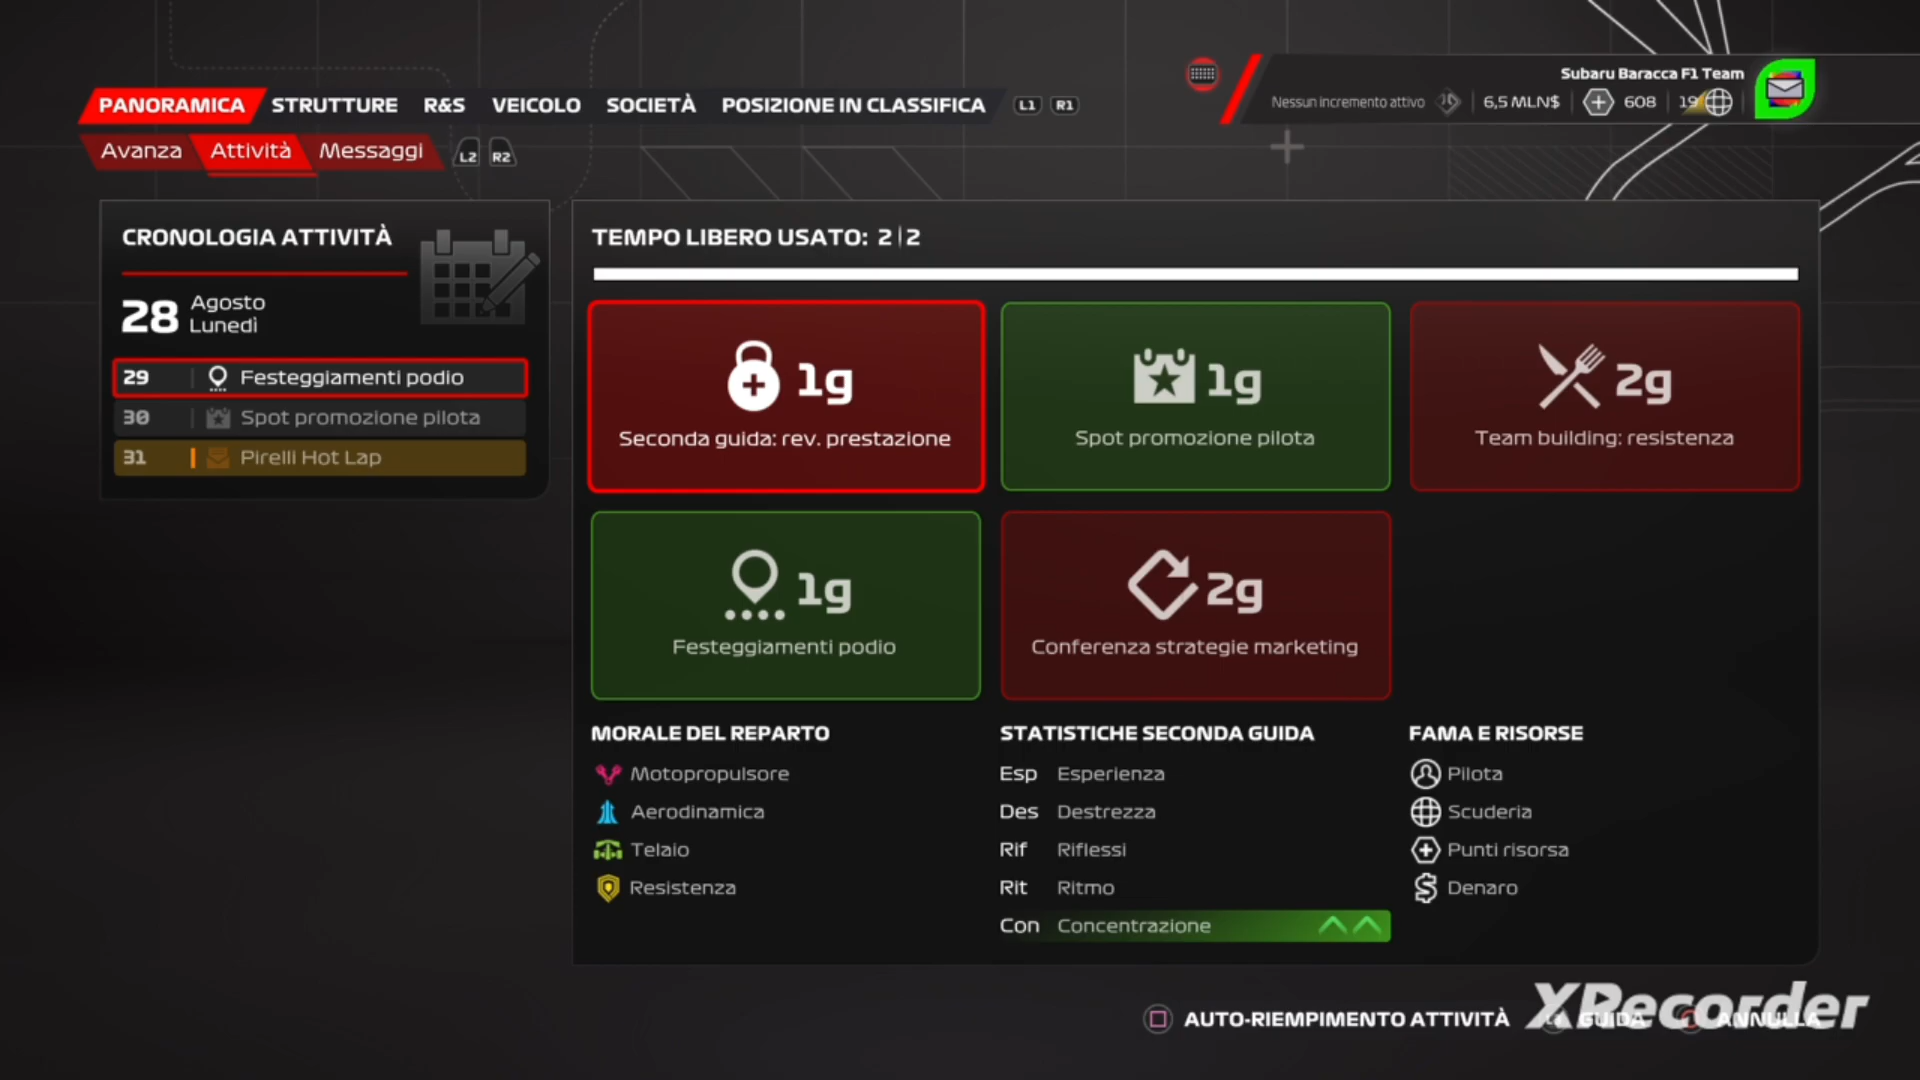 Subaru Baracca F1 Team
PANORAMICA STRUTTURE R&S VEICOLO SOCIETÀ POSIZIONE IN CLASSIFICA L1 R1
Nessun incremento attivo 6,5 MLN$ 608 19
Avanza Attività Messaggi L2 R2
CRONOLOGIA ATTIVITÀ
28 Agosto
Lunedì
29 Festeggiamenti podio
30 Spot promozione pilota
31 Pirelli Hot Lap
TEMPO LIBERO USATO: 2|2
1g
Seconda guida: rev. prestazione
1g
Spot promozione pilota
2g
Team building: resistenza
1g
Festeggiamenti podio
2g
Conferenza strategie marketing
MORALE DEL REPARTO
Motopropulsore
Aerodinamica
Telaio
Resistenza
STATISTICHE SECONDA GUIDA
Esp Esperienza
Des Destrezza
Rif Riflessi
Rit Ritmo
Con Concentrazione
FAMA E RISORSE
Pilota
Scuderia
Punti risorsa
Denaro
AUTO-RIEMPIMENTO ATTIVITÀ GUIDA ANNULLA
XRecorder